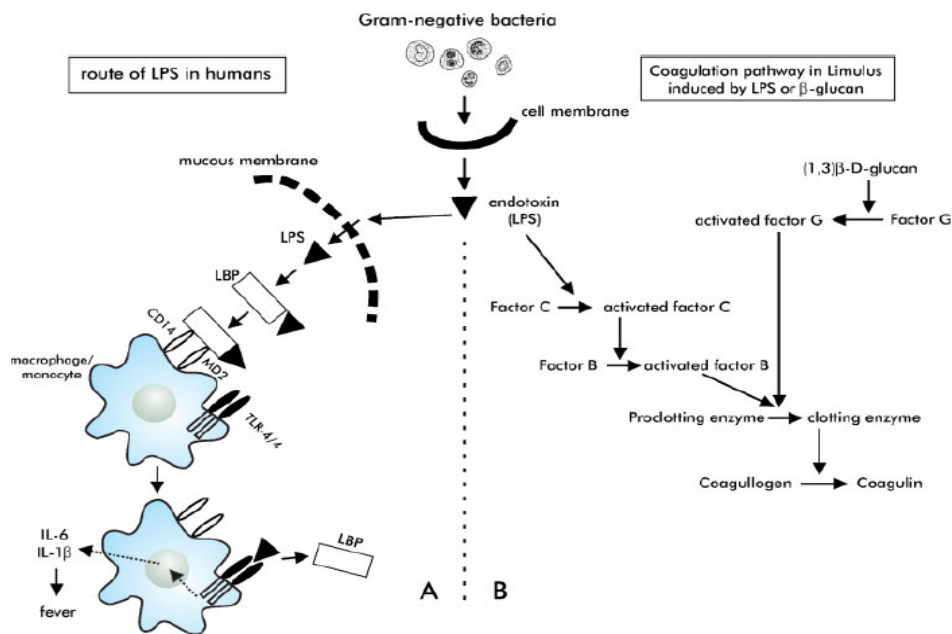 Gram-negative bacteria
route of LPS in humans
Coagulation pathway in Limulus
induced by LPS or β-glucan
cell membrane
mucous membrane
endotoxin
(LPS)
(1,3)β-D-glucan
activated factor G
Factor G
LPS
LBP
CD14
MD2
macrophage/
monocyte
TLR-4/4
Factor C
activated factor C
Factor B
activated factor B
Proclotting enzyme
clotting enzyme
Coagullogen
Coagulin
IL-6
IL-1β
fever
LBP
A
B